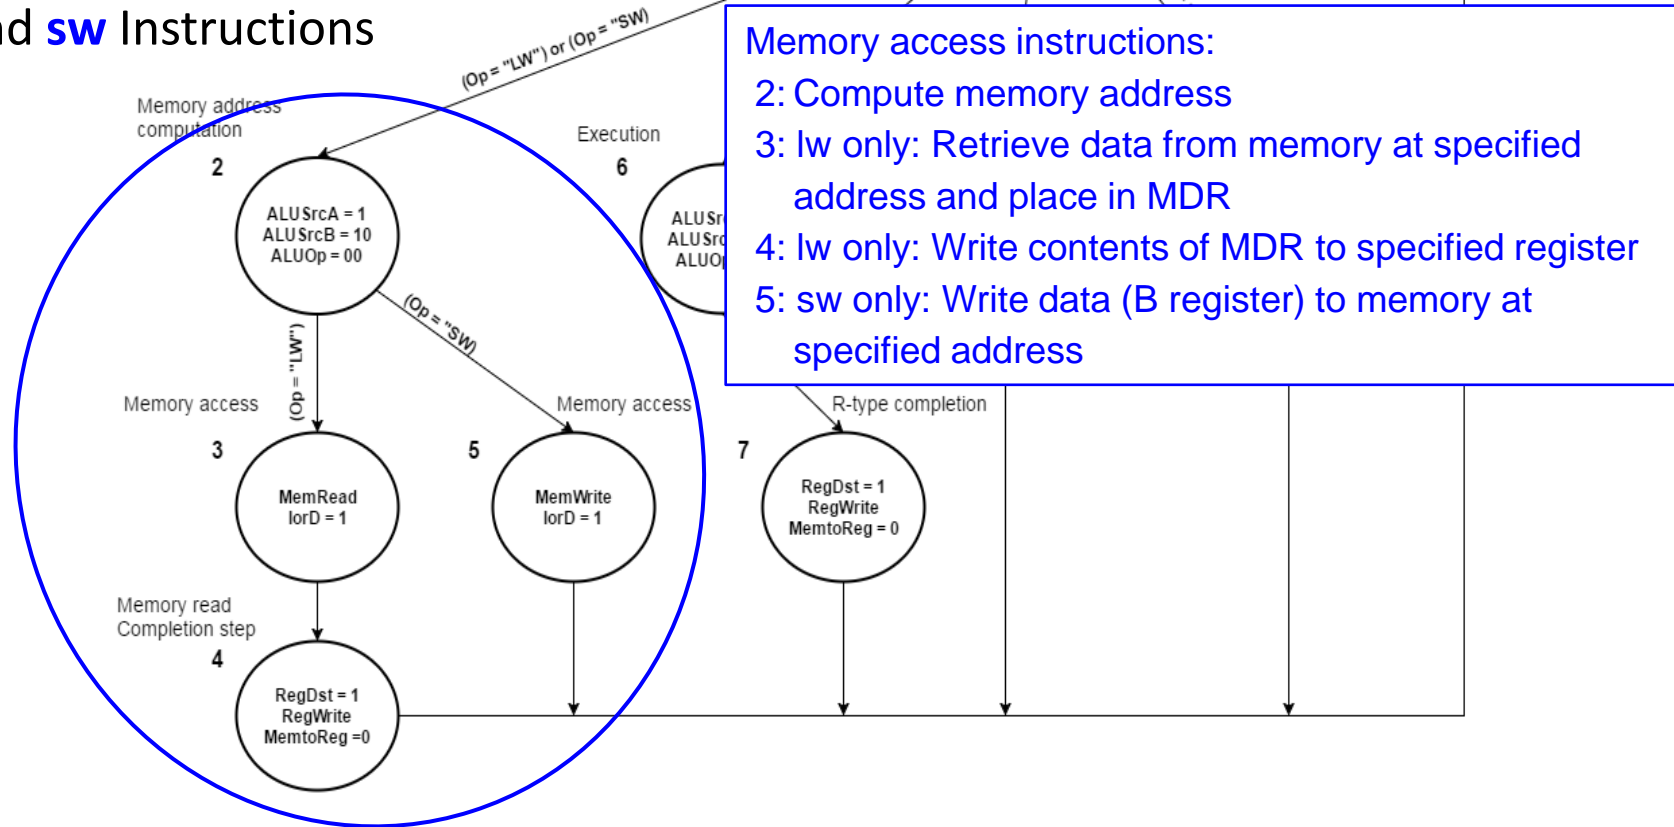 nd sw Instructions
(Op = "LW") or (Op = "SW")
Memory access instructions:
2: Compute memory address
3: lw only: Retrieve data from memory at specified
address and place in MDR
4: lw only: Write contents of MDR to specified register
5: sw only: Write data (B register) to memory at
specified address
Memory address
computation
2
ALUSrcA = 1
ALUSrcB = 10
ALUOp = 00
Execution
6
ALUSr
ALUSrc
ALUO
(Op = "LW")
(Op = "SW")
Memory access
3
MemRead
IorD = 1
Memory access
5
MemWrite
IorD = 1
R-type completion
7
RegDst = 1
RegWrite
MemtoReg = 0
Memory read
Completion step
4
RegDst = 1
RegWrite
MemtoReg =0